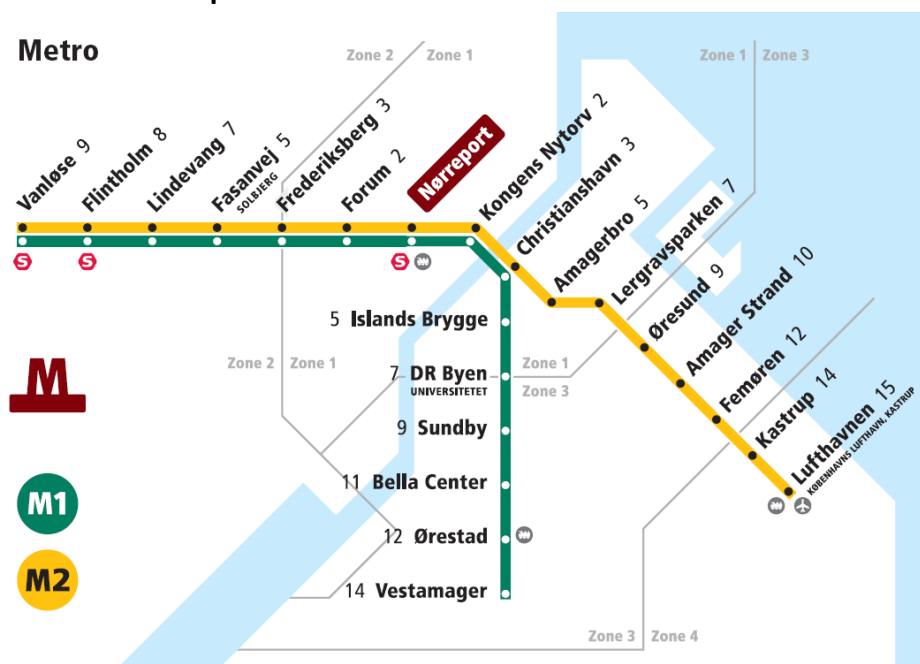 Metro
Zone 2
Zone 1
Zone 1
Zone 3
Vanløse 9
Flintholm 8
Lindevang 7
Fasanvej 5
SOLBJERG
Frederiksberg 3
Forum 2
Nørreport
Kongens Nytorv 2
Christianshavn 3
Amagerbro 5
Lergravsparken 7
Øresund 9
Amager Strand 10
Femøren 12
Kastrup 14
Lufthavnen 15
KØBENHAVNS LUFTHAVN, KASTRUP
S
S
S
5 Islands Brygge
Zone 2
Zone 1
7 DR Byen
UNIVERSITETET
Zone 1
Zone 3
9 Sundby
11 Bella Center
12 Ørestad
14 Vestamager
M
M1
M2
Zone 3
Zone 4